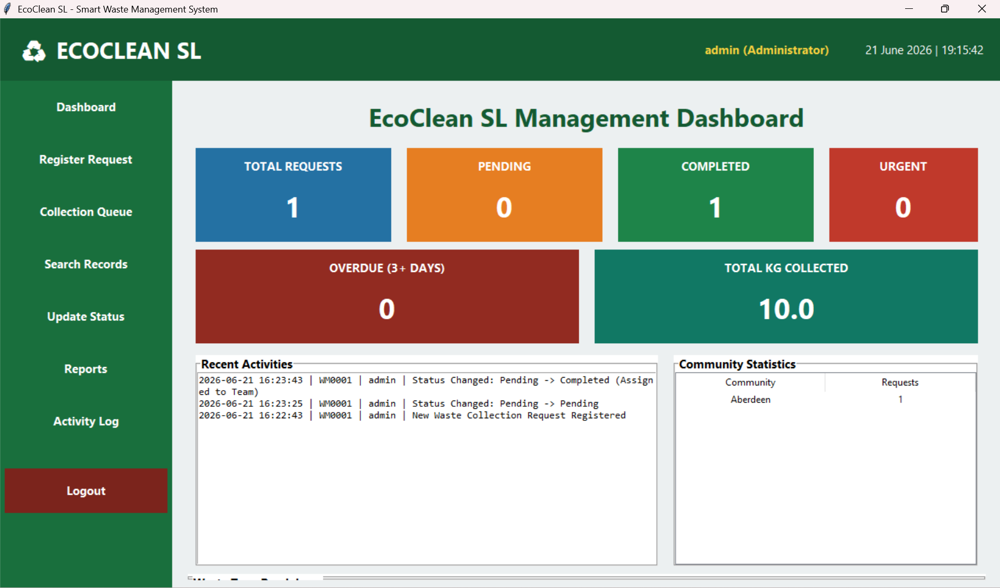 EcoClean SL - Smart Waste Management System
ECOCLEAN SL
admin (Administrator)
21 June 2026 | 19:15:42
Dashboard
Register Request
Collection Queue
Search Records
Update Status
Reports
Activity Log
Logout
EcoClean SL Management Dashboard
TOTAL REQUESTS
1
PENDING
0
COMPLETED
1
URGENT
0
OVERDUE (3+ DAYS)
0
TOTAL KG COLLECTED
10.0
Recent Activities
2026-06-21 16:23:43 | WM0001 | admin | Status Changed: Pending -> Completed (Assign
ed to Team)
2026-06-21 16:23:25 | WM0001 | admin | Status Changed: Pending -> Pending
2026-06-21 16:22:43 | WM0001 | admin | New Waste Collection Request Registered
Community Statistics
Community Requests
Aberdeen 1